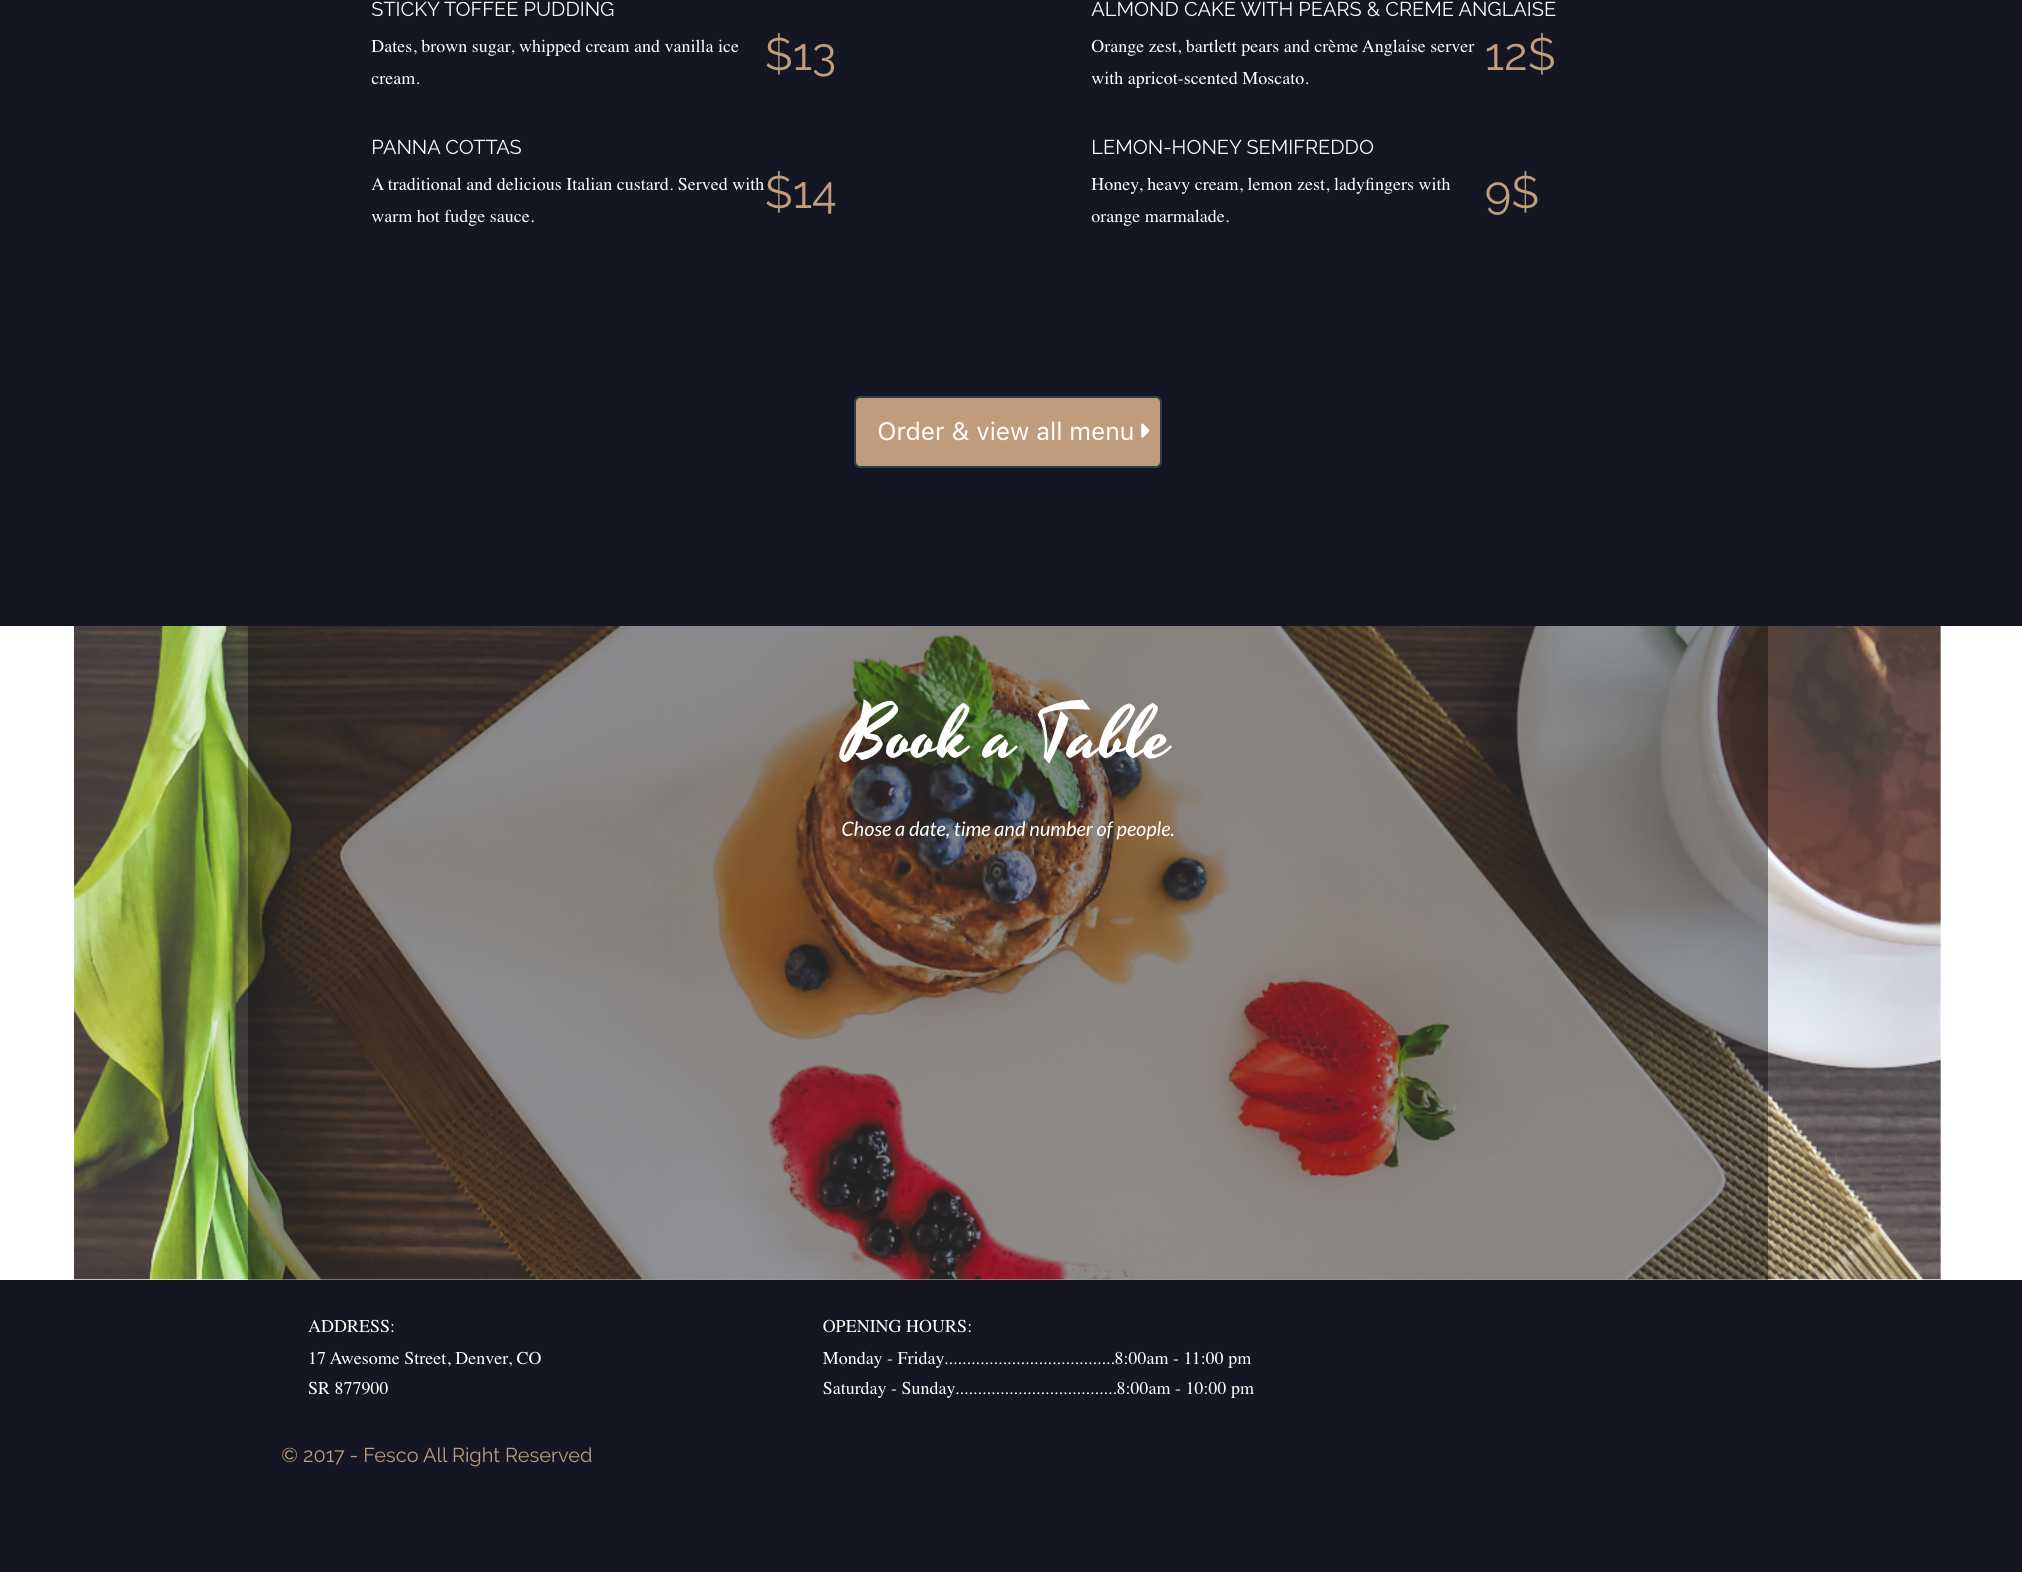 STICKY TOFFEE PUDDING
Dates, brown sugar, whipped cream and vanilla ice
cream.
$13
ALMOND CAKE WITH PEARS & CREME ANGLAISE
Orange zest, bartlett pears and crème Anglaise server
with apricot-scented Moscato.
12$
PANNA COTTAS
A traditional and delicious Italian custard. Served with
warm hot fudge sauce.
$14
LEMON-HONEY SEMIFREDDO
Honey, heavy cream, lemon zest, ladyfingers with
orange marmalade.
9$
Order & view all menu
Book a Table
Chose a date, time and number of people.
ADDRESS:
17 Awesome Street, Denver, CO
SR 877900
OPENING HOURS:
Monday - Friday......................................8:00am - 11:00 pm
Saturday - Sunday....................................8:00am - 10:00 pm
© 2017 - Fesco All Right Reserved